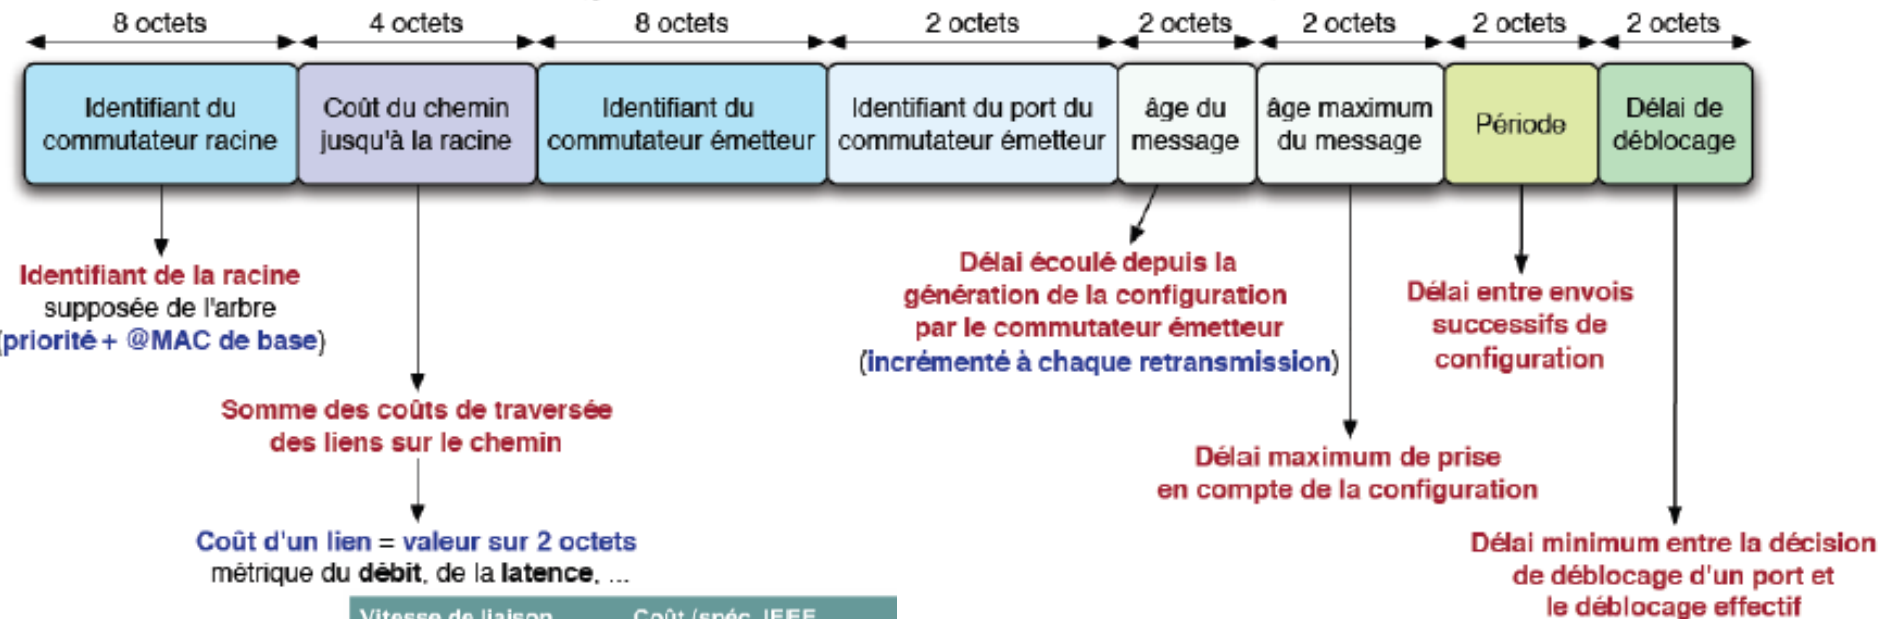 8 octets 4 octets 8 octets 2 octets 2 octets 2 octets 2 octets 2 octets
Identifiant du
commutateur racine
Coût du chemin
jusqu'à la racine
Identifiant du
commutateur émetteur
Identifiant du port du
commutateur émetteur
âge du
message
âge maximum
du message
Période
Délai de
déblocage
Identifiant de la racine
supposée de l'arbre
(priorité + @MAC de base)
Somme des coûts de traversée
des liens sur le chemin
Coût d'un lien = valeur sur 2 octets
métrique du débit, de la latence, ...
Délai écoulé depuis la
génération de la configuration
par le commutateur émetteur
(incrémenté à chaque retransmission)
Délai maximum de prise
en compte de la configuration
Délai entre envois
successifs de
configuration
Délai minimum entre la décision
de déblocage d'un port et
le déblocage effectif
Vitesse de liaison Coût (spéc. IEEE